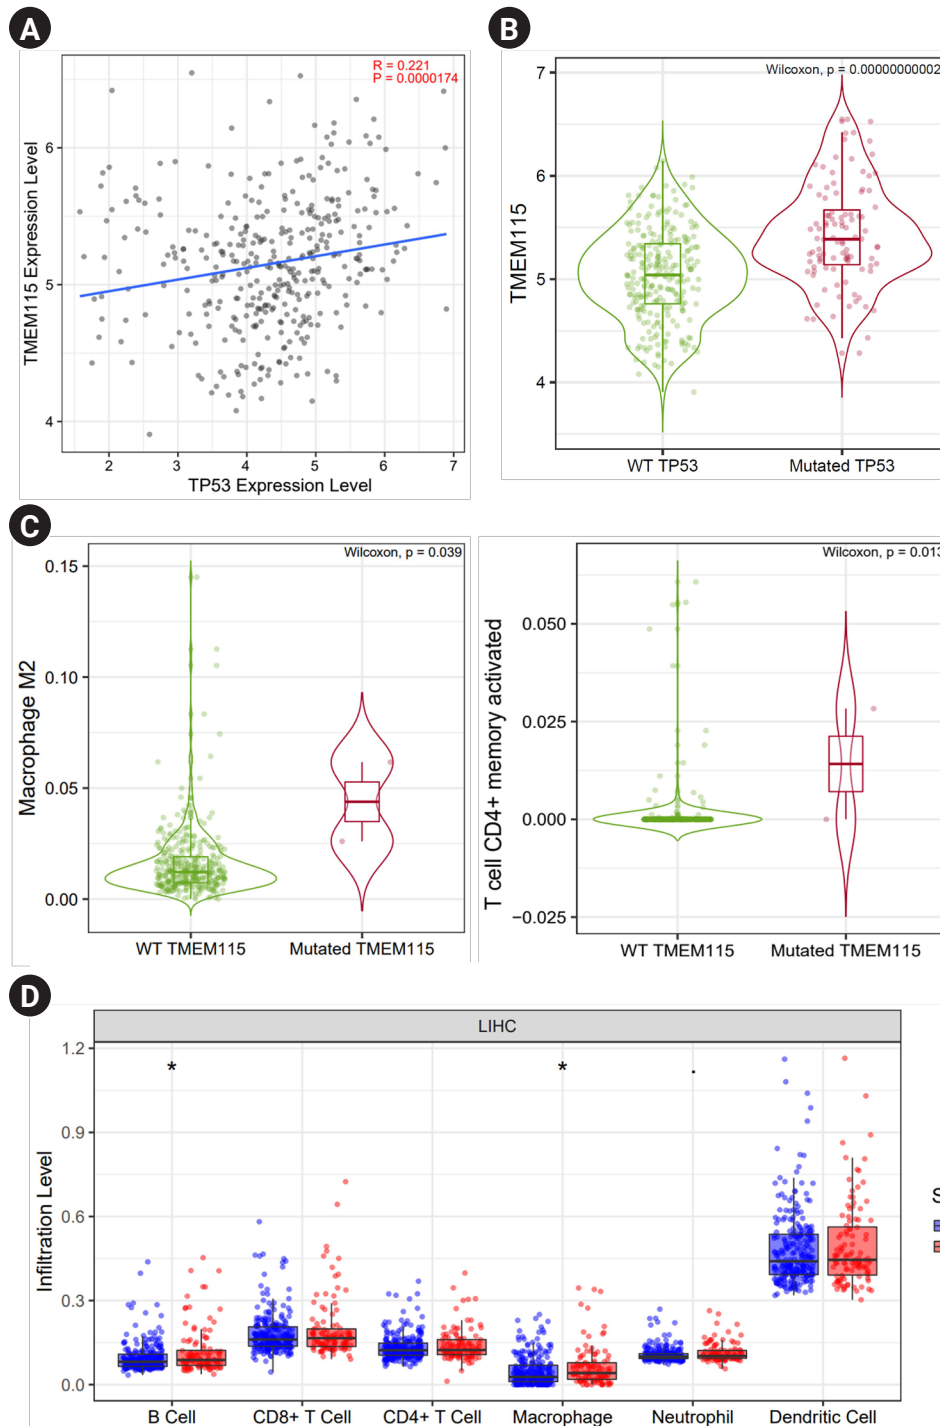 A
R = 0.221
P = 0.0000174
TMEM115 Expression Level
6
5
4
2 3 4 5 6 7
TP53 Expression Level
B
Wilcoxon, p = 0.00000000002
TMEM115
7
6
5
4
WT TP53 Mutated TP53
C
Wilcoxon, p = 0.039
Macrophage M2
0.15
0.10
0.05
0.00
WT TMEM115 Mutated TMEM115
Wilcoxon, p = 0.013
T cell CD4+ memory activated
0.050
0.025
0.000
−0.025
WT TMEM115 Mutated TMEM115
D
LIHC
Infiltration Level
1.2
0.9
0.6
0.3
0.0
* * .
B Cell CD8+ T Cell CD4+ T Cell Macrophage Neutrophil Dendritic Cell